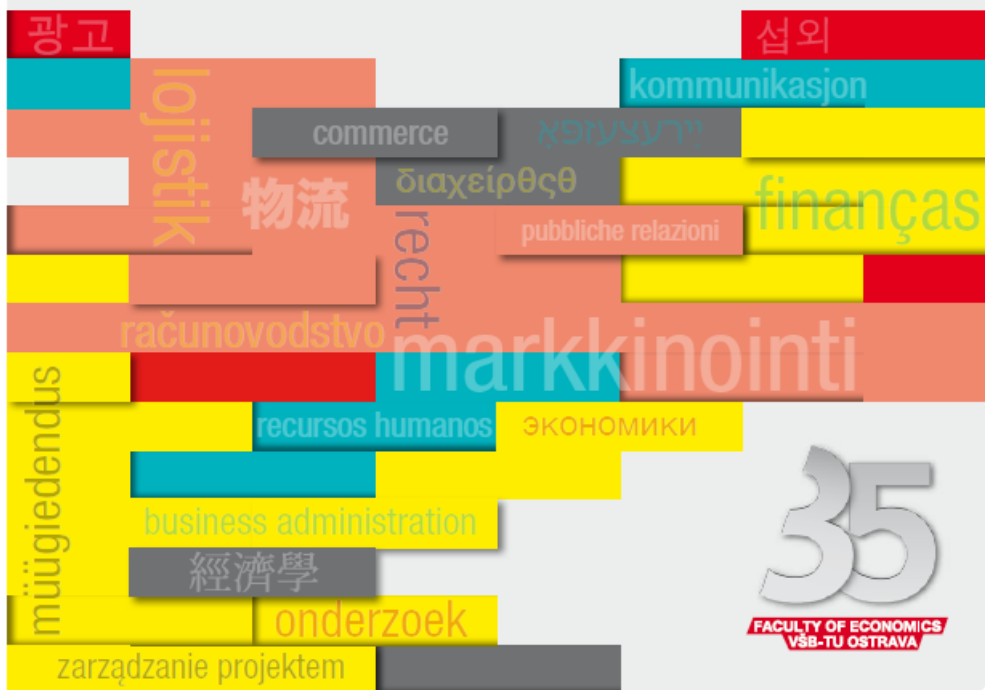 광고
섭외
lojistik
kommunikasjon
commerce
διαχείρθςθ
物流
finanças
recht
pubbliche relazioni
računovodstvo
markkinointi
müügiedendus
recursos humanos
экономики
business administration
經濟學
onderzoek
zarządzanie projektem
35
FACULTY OF ECONOMICS
VŠB-TU OSTRAVA